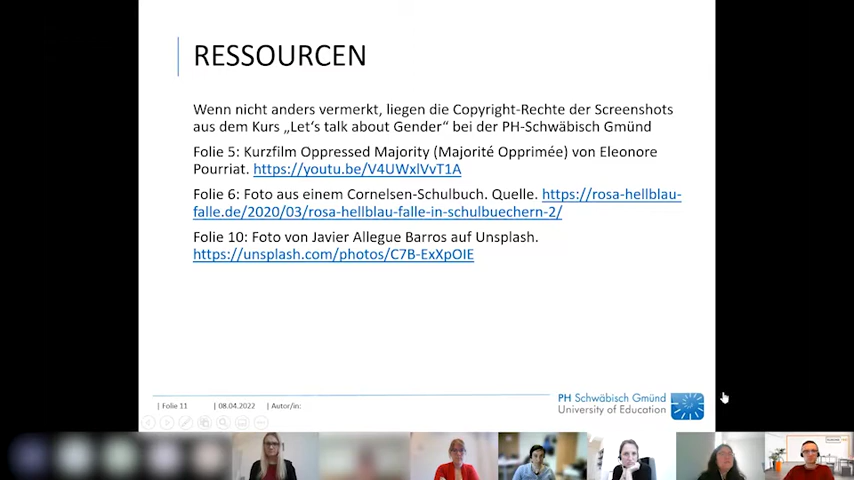 RESSOURCEN
Wenn nicht anders vermerkt, liegen die Copyright-Rechte der Screenshots
aus dem Kurs „Let's talk about Gender“ bei der PH-Schwäbisch Gmünd
Folie 5: Kurzfilm Oppressed Majority (Majorité Opprimée) von Eleonore
Pourriat. https://youtu.be/V4UWxlVvT1A
Folie 6: Foto aus einem Cornelsen-Schulbuch. Quelle. https://rosa-hellblau-
falle.de/2020/03/rosa-hellblau-falle-in-schulbuechern-2/
Folie 10: Foto von Javier Allegue Barros auf Unsplash.
https://unsplash.com/photos/C7B-ExXpOIE
| Folie 11 | 08.04.2022 | Autor/in:
PH Schwäbisch Gmünd
University of Education